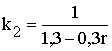 k₂ = 1 / (1,3–0,3r)